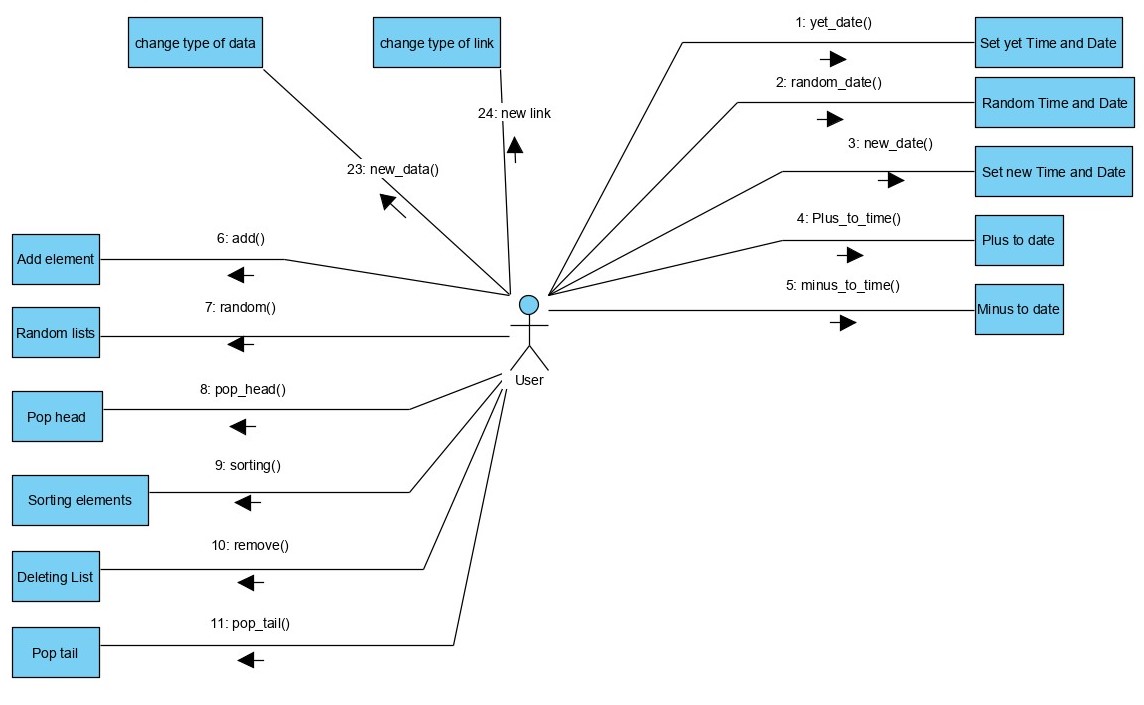 change type of data
change type of link
1: yet_date()
Set yet Time and Date
2: random_date()
Random Time and Date
24: new link
3: new_date()
Set new Time and Date
23: new_data()
4: Plus_to_time()
Plus to date
6: add()
Add element
5: minus_to_time()
Minus to date
7: random()
Random lists
User
8: pop_head()
Pop head
9: sorting()
Sorting elements
10: remove()
Deleting List
11: pop_tail()
Pop tail